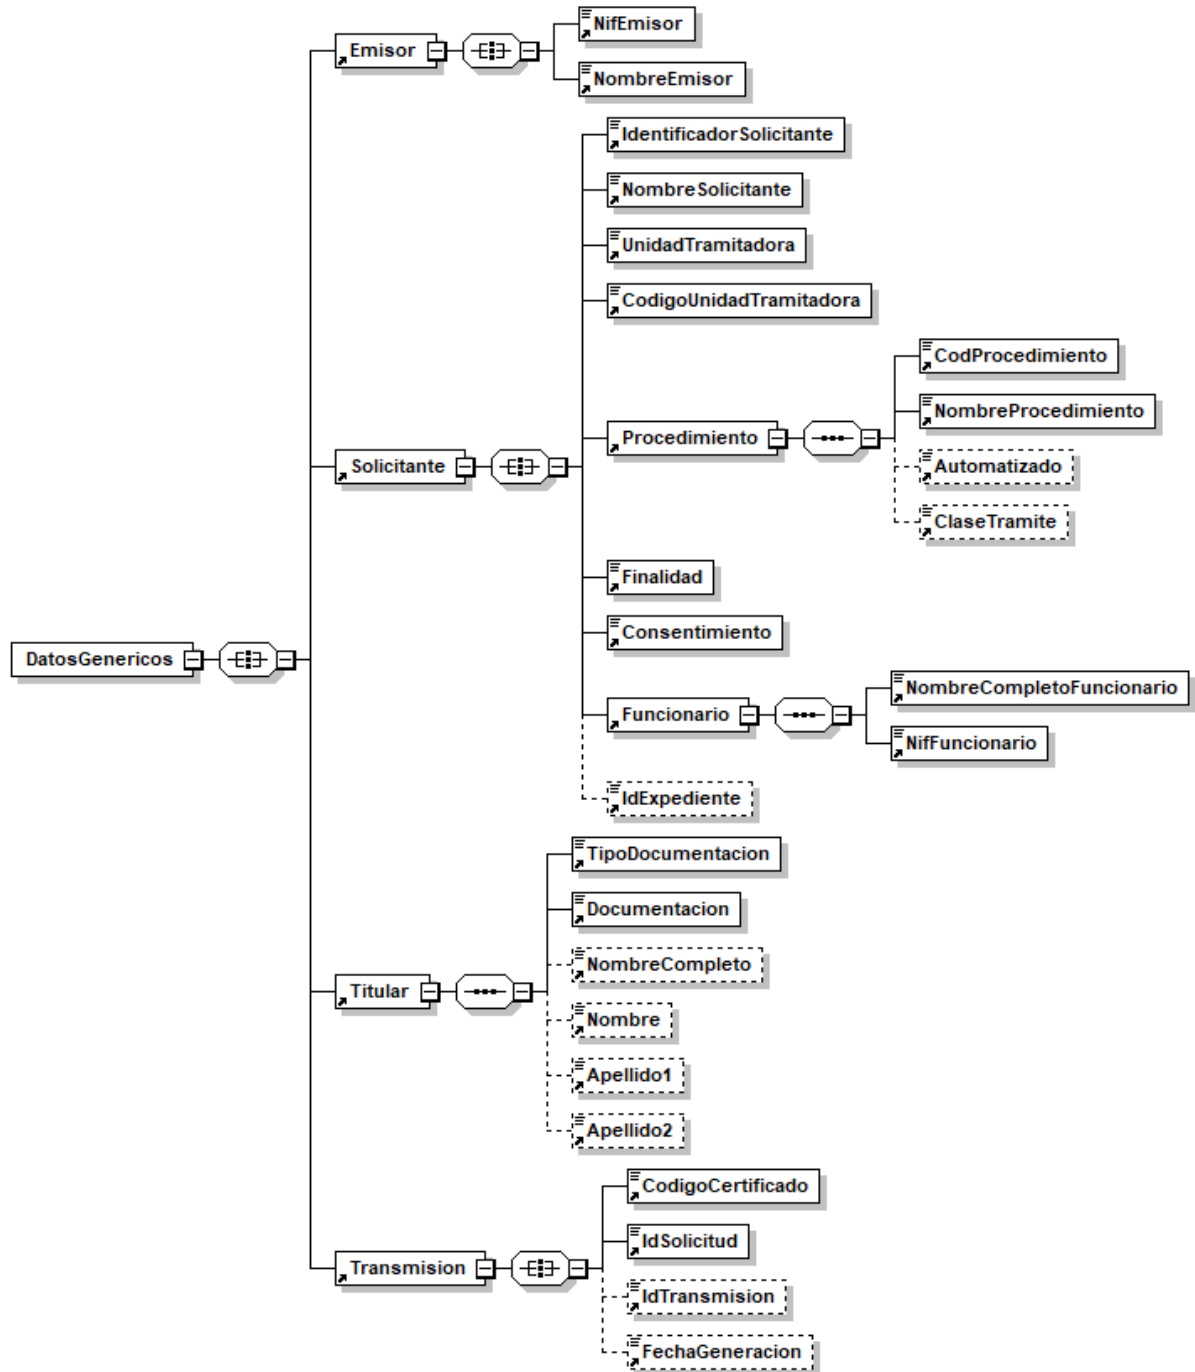 NifEmisor
Emisor
NombreEmisor
IdentificadorSolicitante
NombreSolicitante
UnidadTramitadora
CodigoUnidadTramitadora
CodProcedimiento
NombreProcedimiento
Procedimiento
Solicitante
Automatizado
ClaseTramite
Finalidad
Consentimiento
DatosGenericos
NombreCompletoFuncionario
Funcionario
NifFuncionario
IdExpediente
TipoDocumentacion
Documentacion
NombreCompleto
Titular
Nombre
Apellido1
Apellido2
CodigoCertificado
IdSolicitud
Transmision
IdTransmision
FechaGeneracion